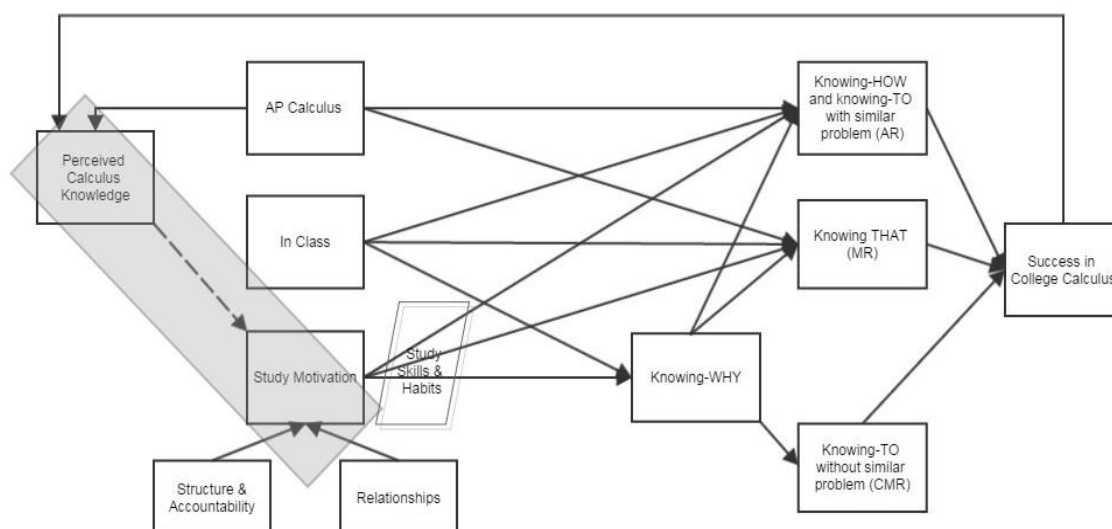 AP Calculus
Knowing-HOW
and knowing-TO
with similar
problem (AR)
Perceived
Calculus
Knowledge
In Class
Knowing THAT
(MR)
Success in
College Calculus
Study Motivation
Study
Skills &
Habits
Knowing-WHY
Knowing-TO
without similar
problem (CMR)
Structure &
Accountability
Relationships